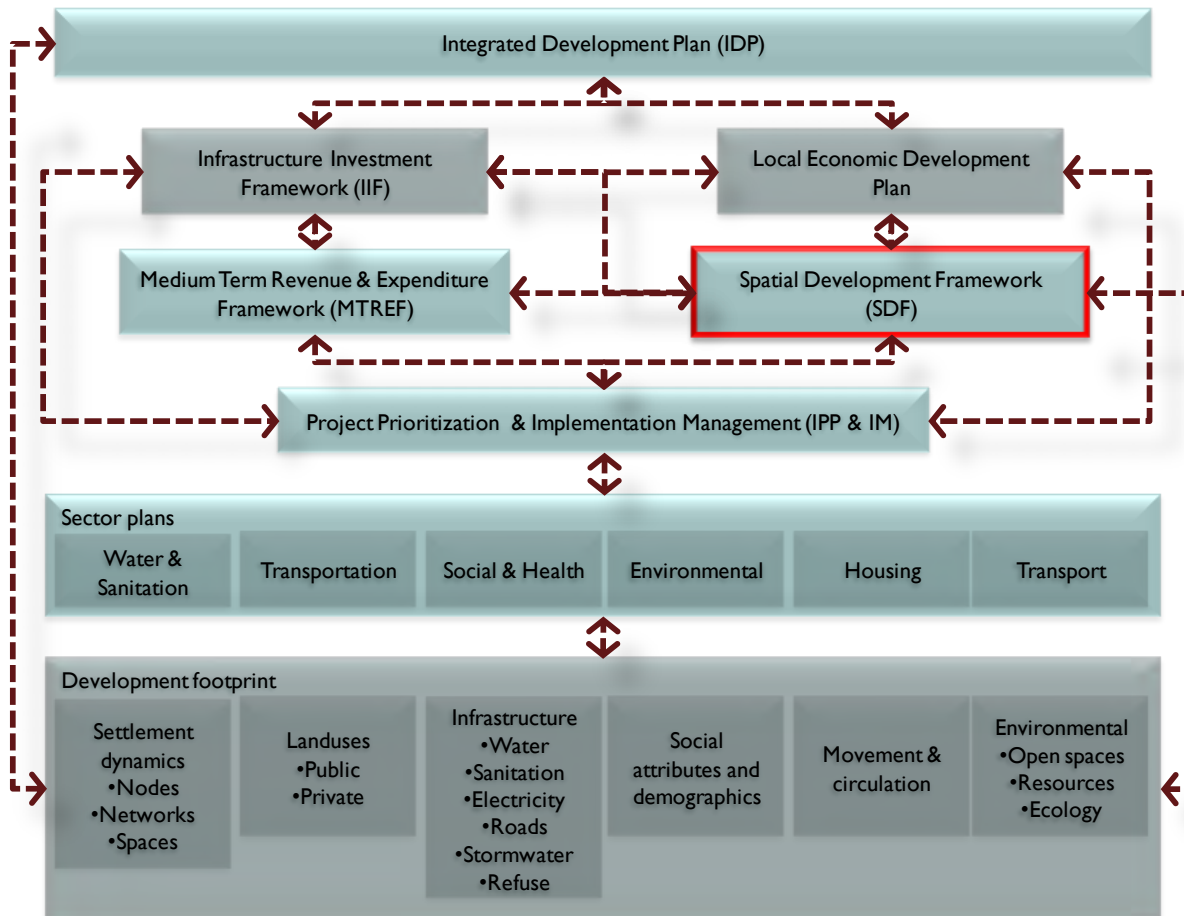 Integrated Development Plan (IDP)
Infrastructure Investment
Framework (IIF)
Local Economic Development
Plan
Medium Term Revenue & Expenditure
Framework (MTREF)
Spatial Development Framework
(SDF)
Project Prioritization & Implementation Management (IPP & IM)
Sector plans
Water &
Sanitation
Transportation
Social & Health
Environmental
Housing
Transport
Development footprint
Settlement
dynamics
•Nodes
•Networks
•Spaces
Landuses
•Public
•Private
Infrastructure
•Water
•Sanitation
•Electricity
•Roads
•Stormwater
•Refuse
Social
attributes and
demographics
Movement &
circulation
Environmental
•Open spaces
•Resources
•Ecology